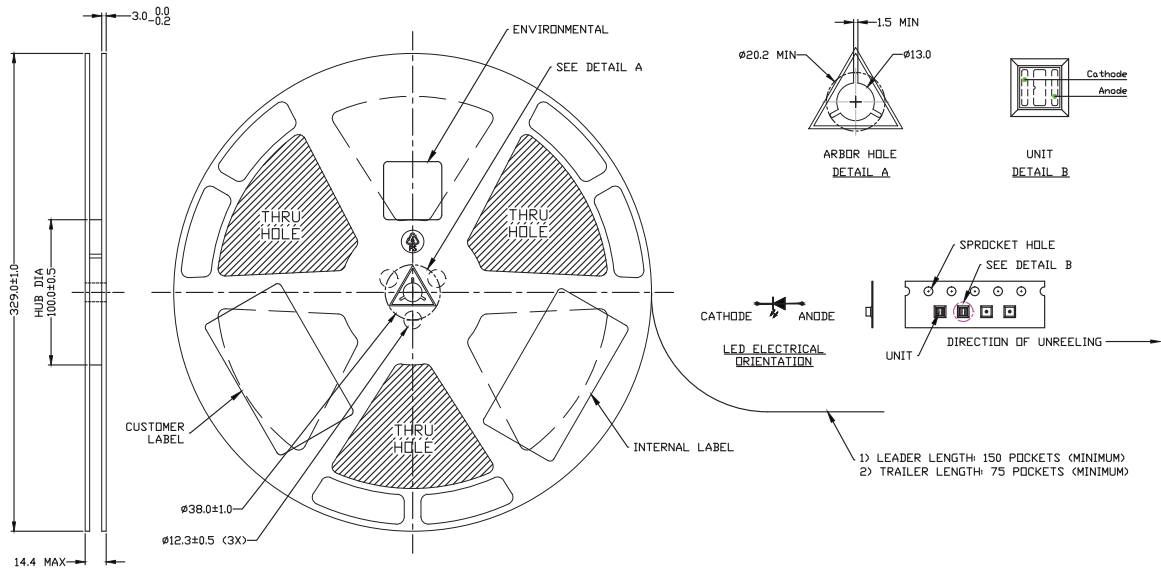 3.0 0.0
-0.2
ENVIRONMENTAL
SEE DETAIL A
1.5 MIN
ø20.2 MIN
ø13.0
Cathode
Anode
ARBOR HOLE
DETAIL A
UNIT
DETAIL B
THRU
HOLE
THRU
HOLE
PS
329.0±1.0
HUB DIA
100.0±0.5
SPROCKET HOLE
SEE DETAIL B
CATHODE
ANODE
LED ELECTRICAL
ORIENTATION
UNIT
DIRECTION OF UNREELING
CUSTOMER
LABEL
THRU
HOLE
INTERNAL LABEL
1) LEADER LENGTH: 150 POCKETS (MINIMUM)
2) TRAILER LENGTH: 75 POCKETS (MINIMUM)
ø38.0±1.0
ø12.3±0.5 (3X)
14.4 MAX